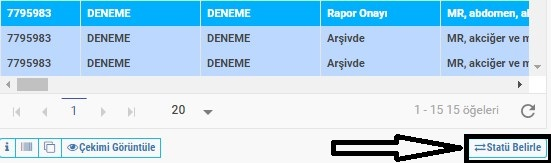 7795983 DENEME DENEME Rapor Onayı MR, abdomen, al
7795983 DENEME DENEME Arşivde MR, akciğer ve m
7795983 DENEME DENEME Arşivde MR, akciğer ve m
1 20 1 - 15 15 öğeleri
Çekimi Görüntüle Statü Belirle